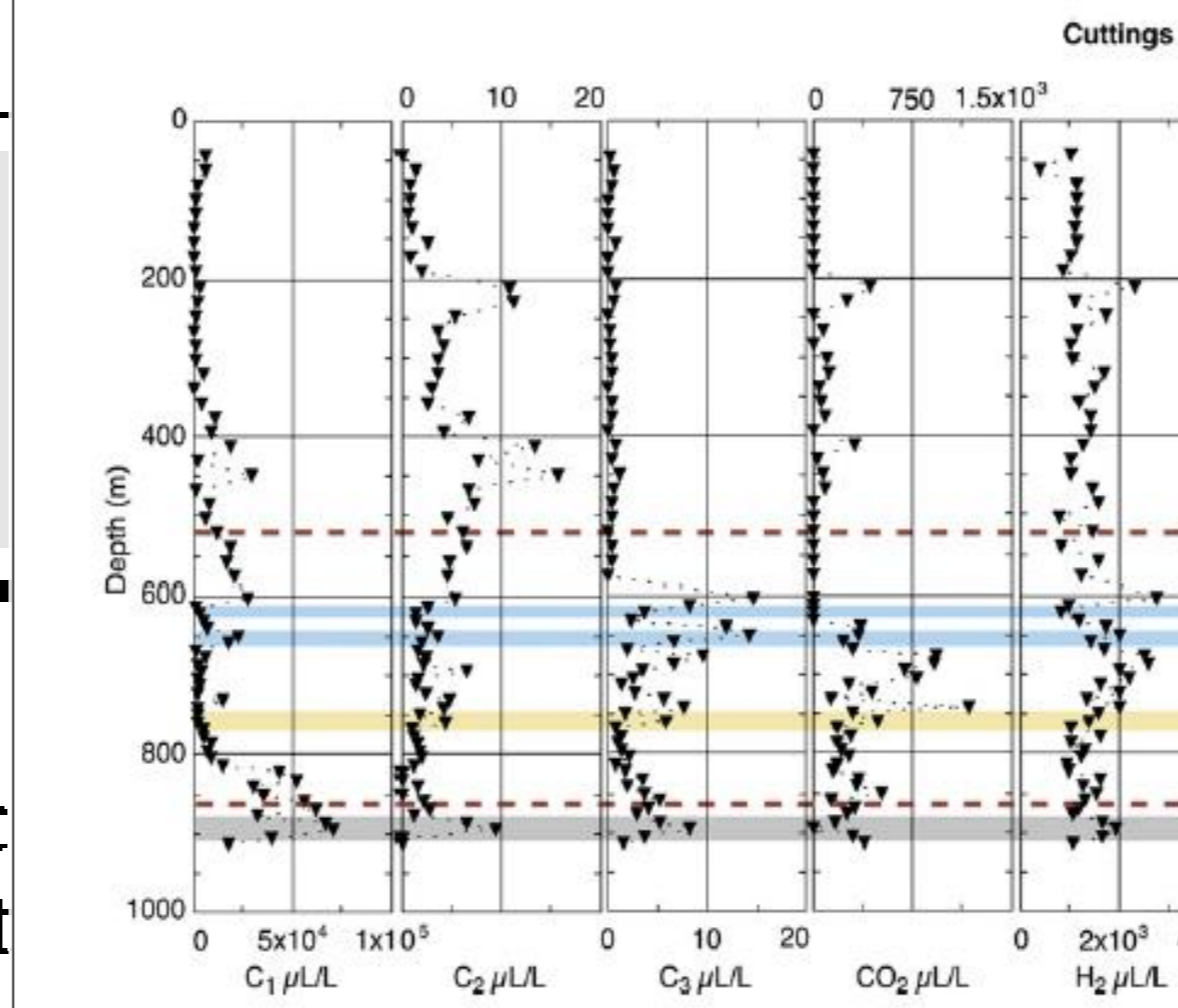 Cuttings
0 10 20 0 750 1.5x10³
0
200
400
600
800
1000
Depth (m)
0 5x10⁴ 1x10⁵ 0 10 20 0 2x10³
C₁ µL/L C₂ µL/L C₃ µL/L CO₂ µL/L H₂ µL/L